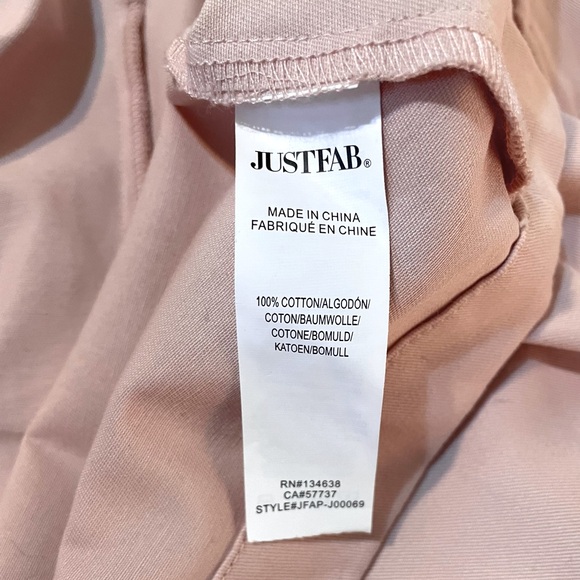 JUSTFAB®
MADE IN CHINA
FABRIQUÉ EN CHINE
100% COTTON/ALGODÓN/
COTON/BAUMWOLLE/
COTONE/BOMULD/
KATOEN/BOMULL
RN#134638
CA#57737
STYLE#JFAP-J00069